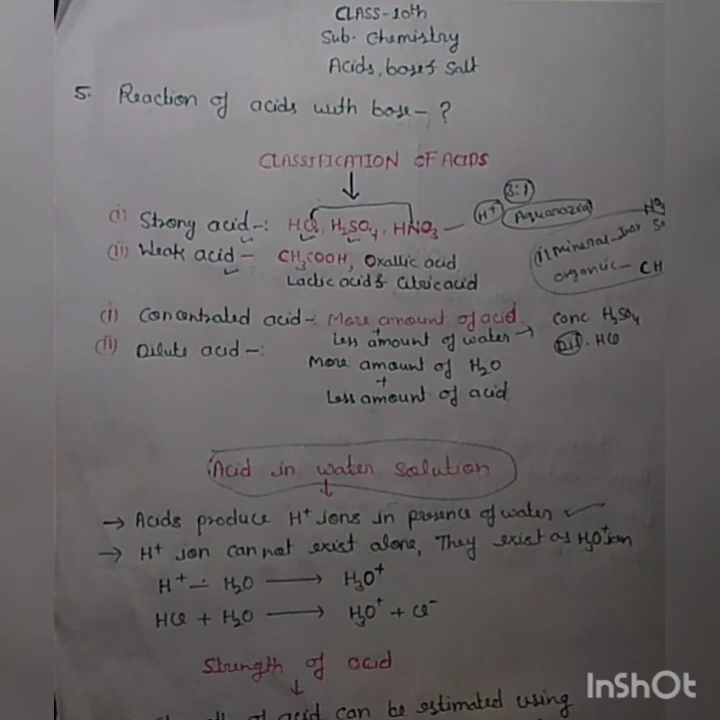 CLASS-10th
Sub- Chemistry
Acids, bases & Salt
5. Reaction of acids with base- ?
CLASSIFICATION OF ACIDS
(i) Strong acid-: HCl, H₂SO₄, HNO₃ - H⁺ 3:1
(ii) Weak acid - CH₃COOH, Oxallic acid
Lactic acid & Citric acid
(i) mineral-
organic- CH
(i) Concentrated acid-: More amount of acid
+
Less amount of water → Conc H₂SO₄
(ii) Dilute acid-: Dil. HCl
More amount of H₂O
+
Less amount of acid
Acid in water solution
→ Acids produce H⁺ ions in presence of water
→ H⁺ ion can not exist alone, They exist as H₃O⁺ ion
H⁺ + H₂O ⟶ H₃O⁺
HCl + H₂O ⟶ H₃O⁺ + Cl⁻
Strength of acid
of acid can be estimated using
InShOt